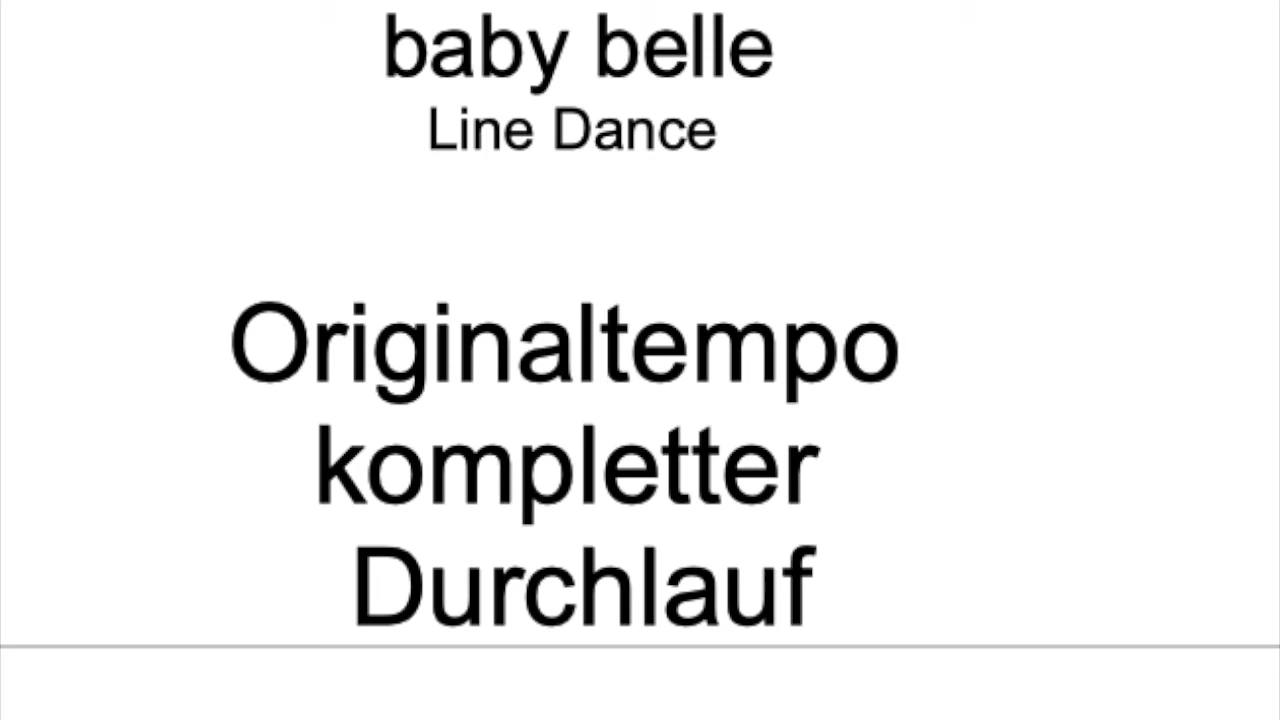 baby belle
Line Dance
Originaltempo
kompletter
Durchlauf